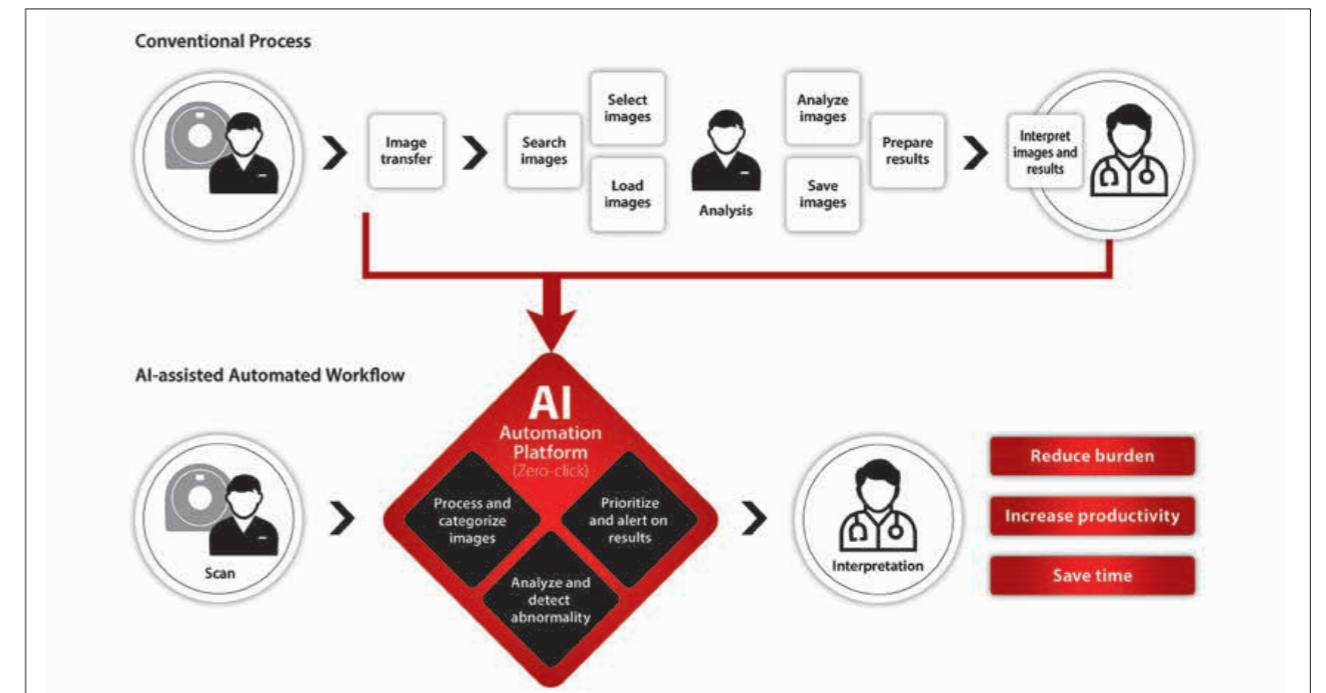 Conventional Process
Image
transfer
Search
images
Select
images
Load
images
Analysis
Analyze
images
Save
images
Prepare
results
Interpret
images and
results
AI-assisted Automated Workflow
Scan
AI
Automation
Platform
(Zero-click)
Process and
categorize
images
Prioritize
and alert on
results
Analyze and
detect
abnormality
Interpretation
Reduce burden
Increase productivity
Save time